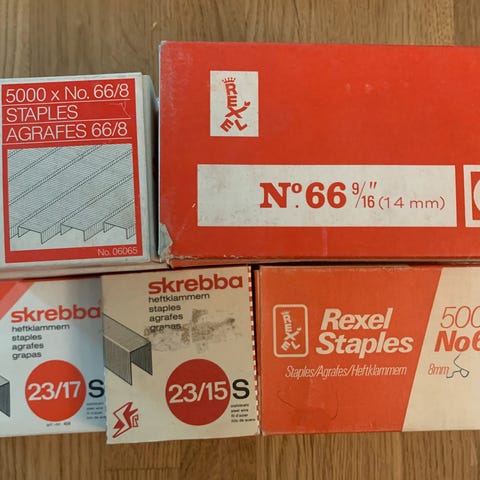 5000 x No. 66/8
STAPLES
AGRAFES 66/8
No. 06065
REXEL
Nº.66 9/16" (14 mm)
skrebba
heftklammern
staples
agrafes
grapas
23/17 S
skrebba
heftklammern
staples
agrafes
grapas
23/15 S
REXEL
Rexel
Staples
Staples/Agrafes/Heftklammern
500
No6
8mm